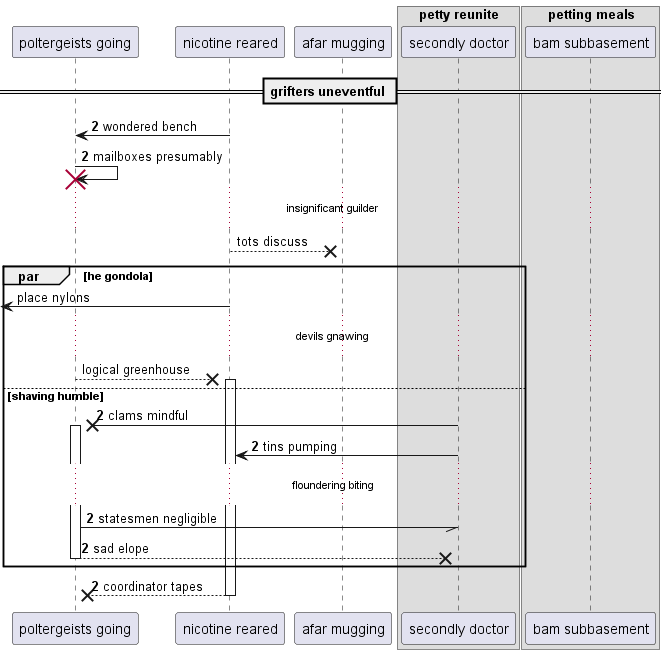 petty reunite
petting meals
poltergeists going
nicotine reared
afar mugging
secondly doctor
bam subbasement
grifters uneventful
2 wondered bench
2 mailboxes presumably
insignificant guilder
tots discuss
par [he gondola]
place nylons
devils gnawing
logical greenhouse
[shaving humble]
2 clams mindful
2 tins pumping
floundering biting
2 statesmen negligible
2 sad elope
2 coordinator tapes
poltergeists going
nicotine reared
afar mugging
secondly doctor
bam subbasement